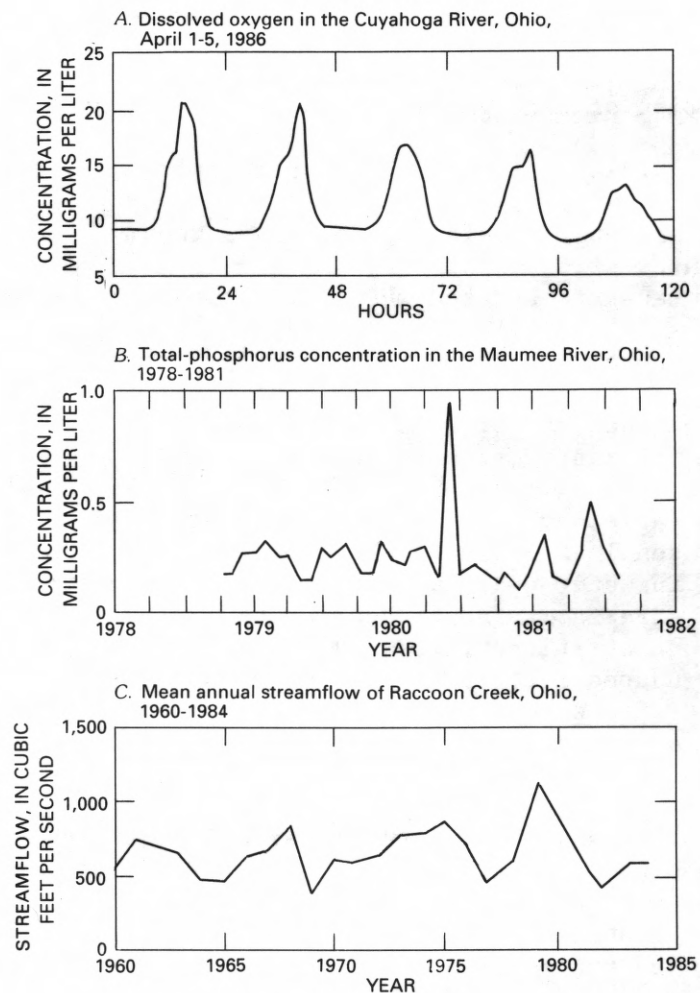 A. Dissolved oxygen in the Cuyahoga River, Ohio,
April 1-5, 1986
CONCENTRATION, IN
MILLIGRAMS PER LITER
25
20
15
10
5
0 24 48 72 96 120
HOURS
B. Total-phosphorus concentration in the Maumee River, Ohio,
1978-1981
CONCENTRATION, IN
MILLIGRAMS PER LITER
1.0
0.5
0
1978 1979 1980 1981 1982
YEAR
C. Mean annual streamflow of Raccoon Creek, Ohio,
1960-1984
STREAMFLOW, IN CUBIC
FEET PER SECOND
1,500
1,000
500
0
1960 1965 1970 1975 1980 1985
YEAR